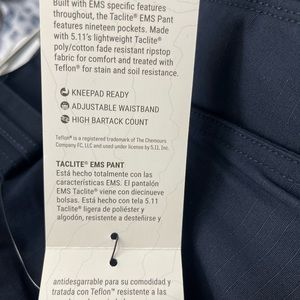 Built with EMS specific features
throughout, the Taclite® EMS Pant
features nineteen pockets. Made
with 5.11's lightweight Taclite®
poly/cotton fade resistant ripstop
fabric for comfort and treated with
Teflon® for stain and soil resistance.
KNEEPAD READY
ADJUSTABLE WAISTBAND
HIGH BARTACK COUNT
Teflon® is a registered trademark of The Chemours
Company FC, LLC and used under license by 5.11, Inc.
TACLITE® EMS PANT
Está hecho totalmente con las
características EMS. El pantalón
EMS Taclite® viene con diecinueve
bolsas. Está hecho con tela 5.11
Taclite® ligera de poliéster y
algodón, resistente a desteñirse y
antidesgarrable para su comodidad y
tratada con Teflon™ resistente a las